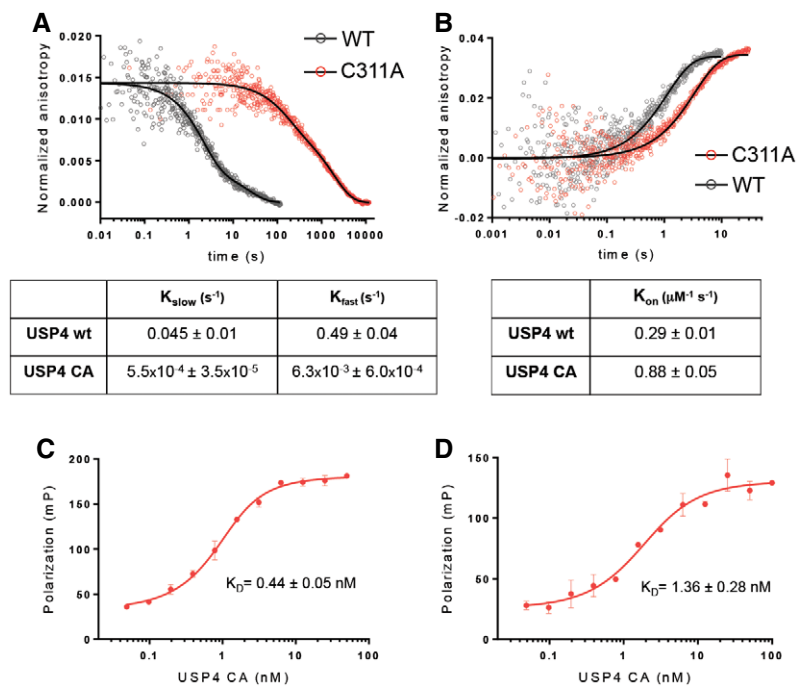 A
WT
C311A
Normalized anisotropy
0.020
0.015
0.010
0.005
0.000
0.01 0.1 1 10 100 1000 10000
time (s)
B
C311A
WT
Normalized anisotropy
0.04
0.02
0.00
-0.02
0.001 0.01 0.1 1 10 100
time (s)
Kslow (s-1) Kfast (s-1)
USP4 wt 0.045 ± 0.01 0.49 ± 0.04
USP4 CA 5.5x10-4 ± 3.5x10-5 6.3x10-3 ± 6.0x10-4
Kon (µM-1 s-1)
USP4 wt 0.29 ± 0.01
USP4 CA 0.88 ± 0.05
C
Polarization (mP)
200
150
100
50
0
KD= 0.44 ± 0.05 nM
0.1 1 10 100
USP4 CA (nM)
D
Polarization (mP)
150
100
50
0
KD= 1.36 ± 0.28 nM
0.1 1 10 100
USP4 CA (nM)